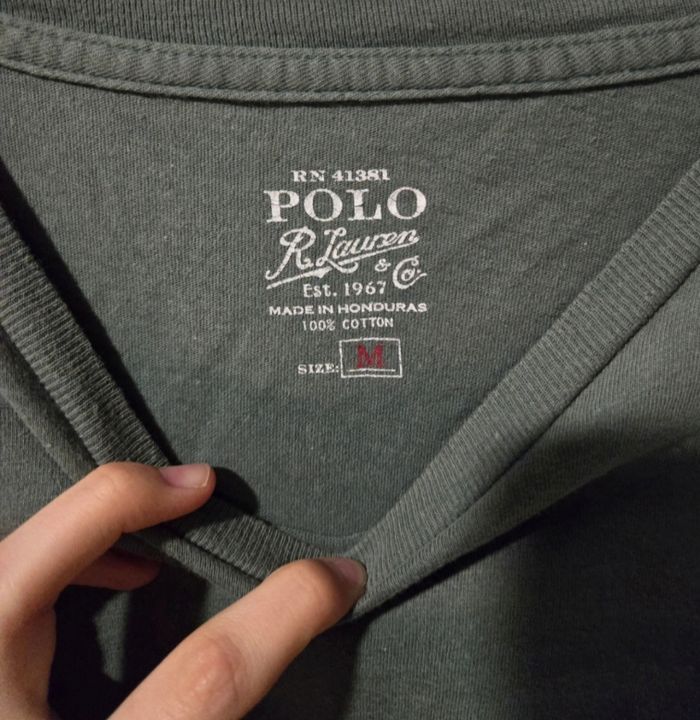 RN 41381
POLO
R. Lauren
& Co.
Est. 1967
MADE IN HONDURAS
100% COTTON
SIZE: M